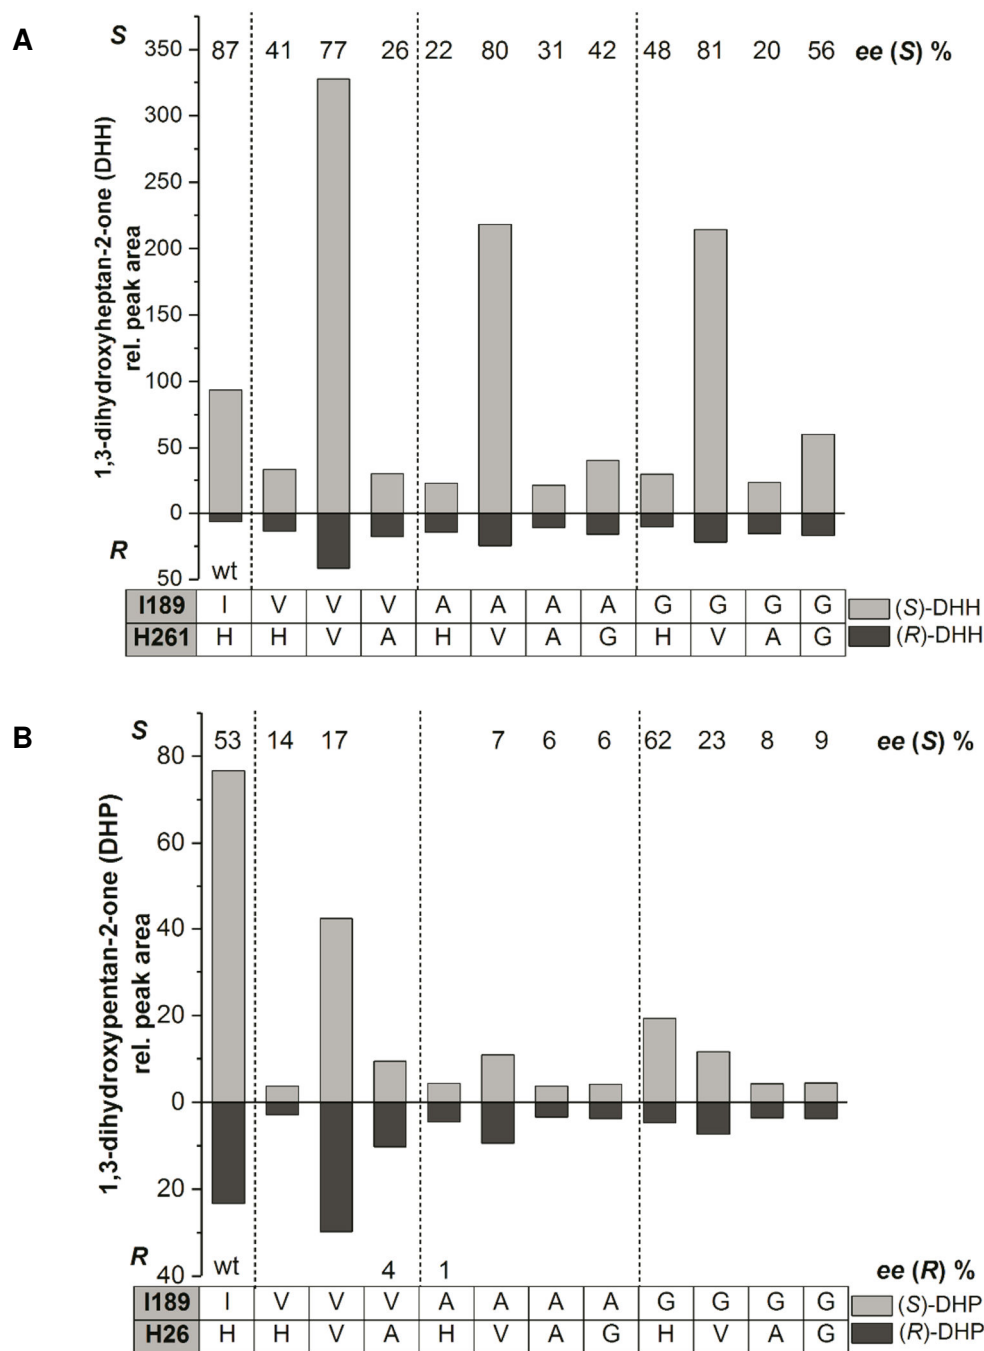 A
S
87 41 77 26 22 80 31 42 48 81 20 56 ee (S) %
1,3-dihydroxyheptan-2-one (DHH)
rel. peak area
350
300
250
200
150
100
50
0
R
50
wt
I189 I V V V A A A A G G G G (S)-DHH
H261 H H V A H V A G H V A G (R)-DHH
B
S
53 14 17 7 6 6 62 23 8 9 ee (S) %
1,3-dihydroxypentan-2-one (DHP)
rel. peak area
80
60
40
20
0
20
R
40
wt 4 1 ee (R) %
I189 I V V V A A A A G G G G (S)-DHP
H26 H H V A H V A G H V A G (R)-DHP